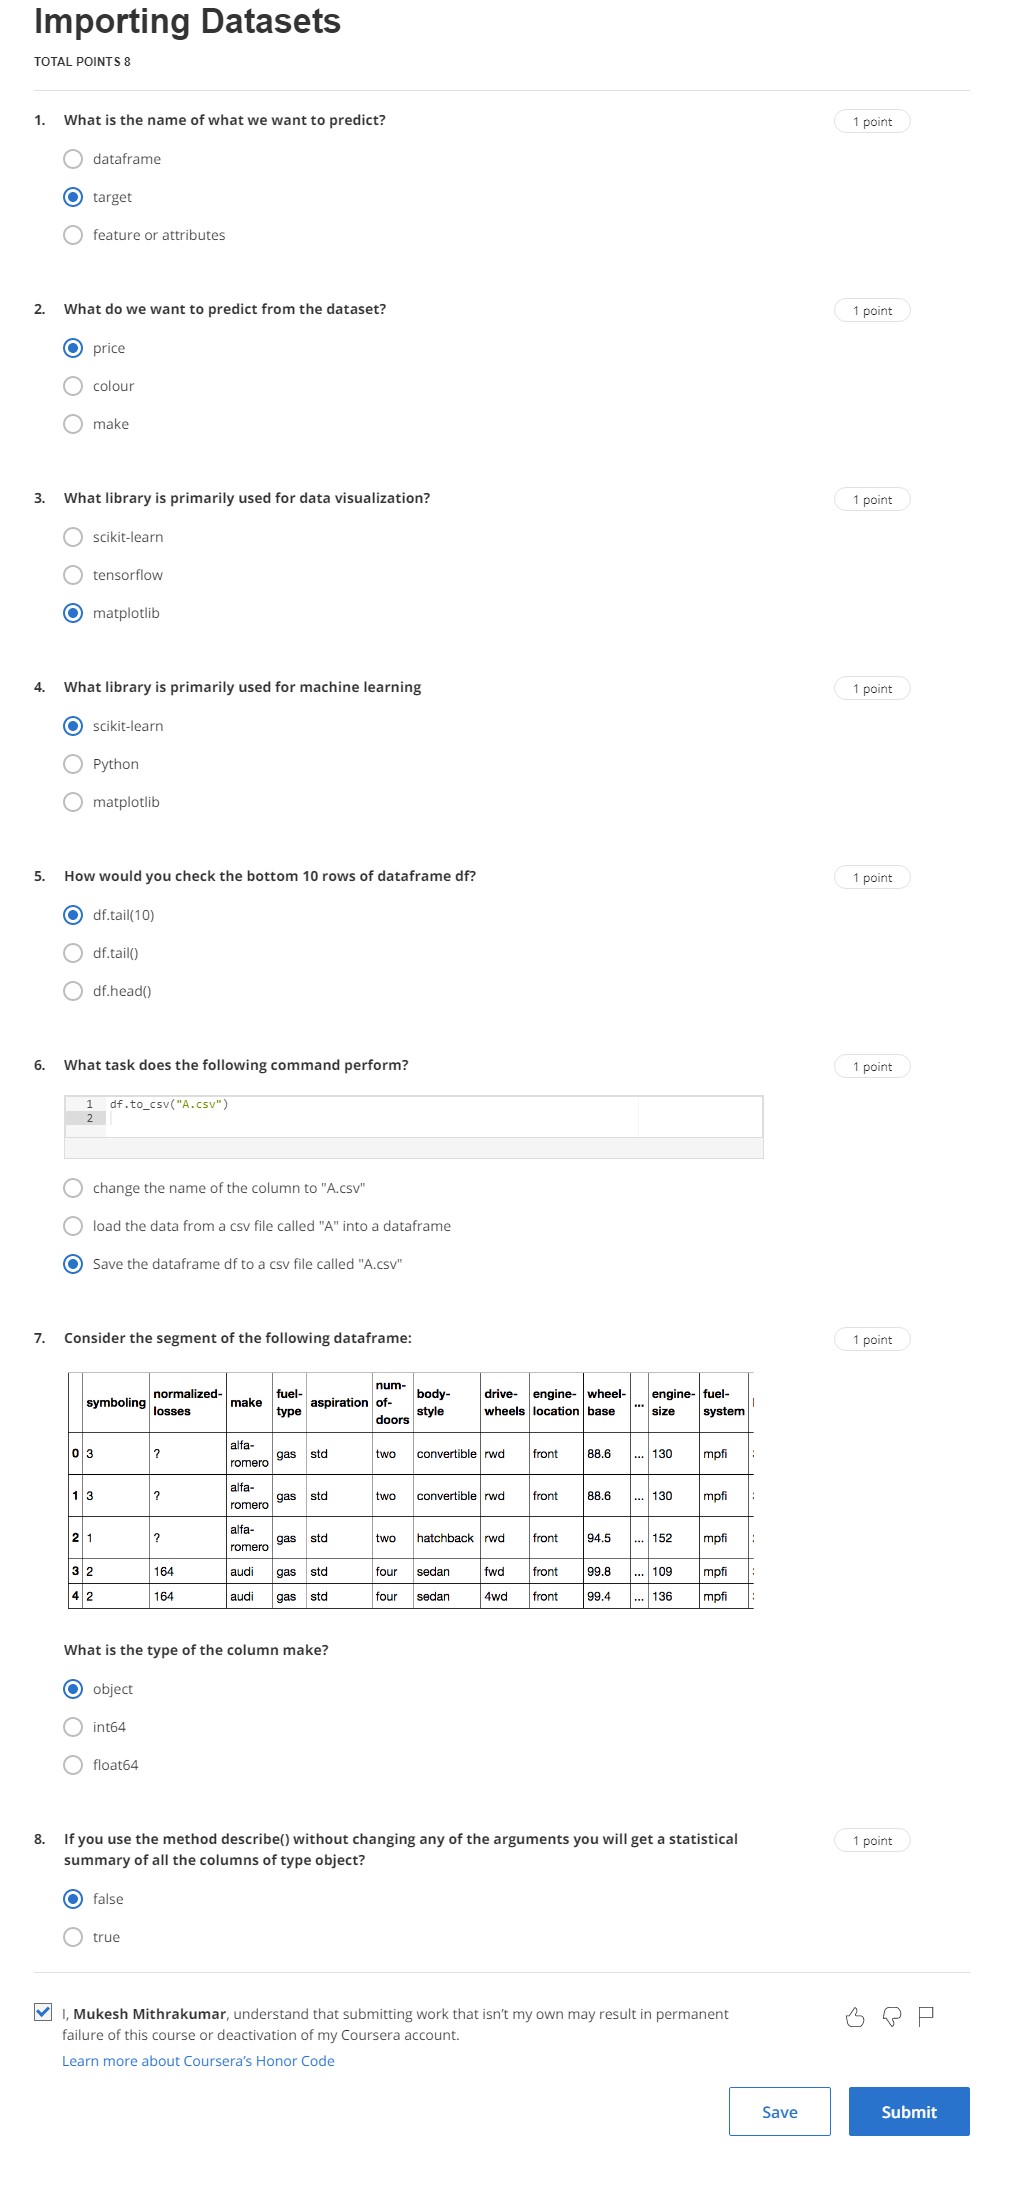 Importing Datasets
TOTAL POINTS 8
1. What is the name of what we want to predict? 1 point
dataframe
target
feature or attributes
2. What do we want to predict from the dataset? 1 point
price
colour
make
3. What library is primarily used for data visualization? 1 point
scikit-learn
tensorflow
matplotlib
4. What library is primarily used for machine learning 1 point
scikit-learn
Python
matplotlib
5. How would you check the bottom 10 rows of dataframe df? 1 point
df.tail(10)
df.tail()
df.head()
6. What task does the following command perform? 1 point
1 df.to_csv("A.csv")
2
change the name of the column to "A.csv"
load the data from a csv file called "A" into a dataframe
Save the dataframe df to a csv file called "A.csv"
7. Consider the segment of the following dataframe: 1 point
symboling normalized-losses make fuel-type aspiration num-of-doors body-style drive-wheels engine-location wheel-base ... engine-size fuel-system
0 3 ? alfa-romero gas std two convertible rwd front 88.6 ... 130 mpfi
1 3 ? alfa-romero gas std two convertible rwd front 88.6 ... 130 mpfi
2 1 ? alfa-romero gas std two hatchback rwd front 94.5 ... 152 mpfi
3 2 164 audi gas std four sedan fwd front 99.8 ... 109 mpfi
4 2 164 audi gas std four sedan 4wd front 99.4 ... 136 mpfi
What is the type of the column make?
object
int64
float64
8. If you use the method describe() without changing any of the arguments you will get a statistical 1 point
summary of all the columns of type object?
false
true
I, Mukesh Mithrakumar, understand that submitting work that isn't my own may result in permanent
failure of this course or deactivation of my Coursera account.
Learn more about Coursera's Honor Code
Save Submit